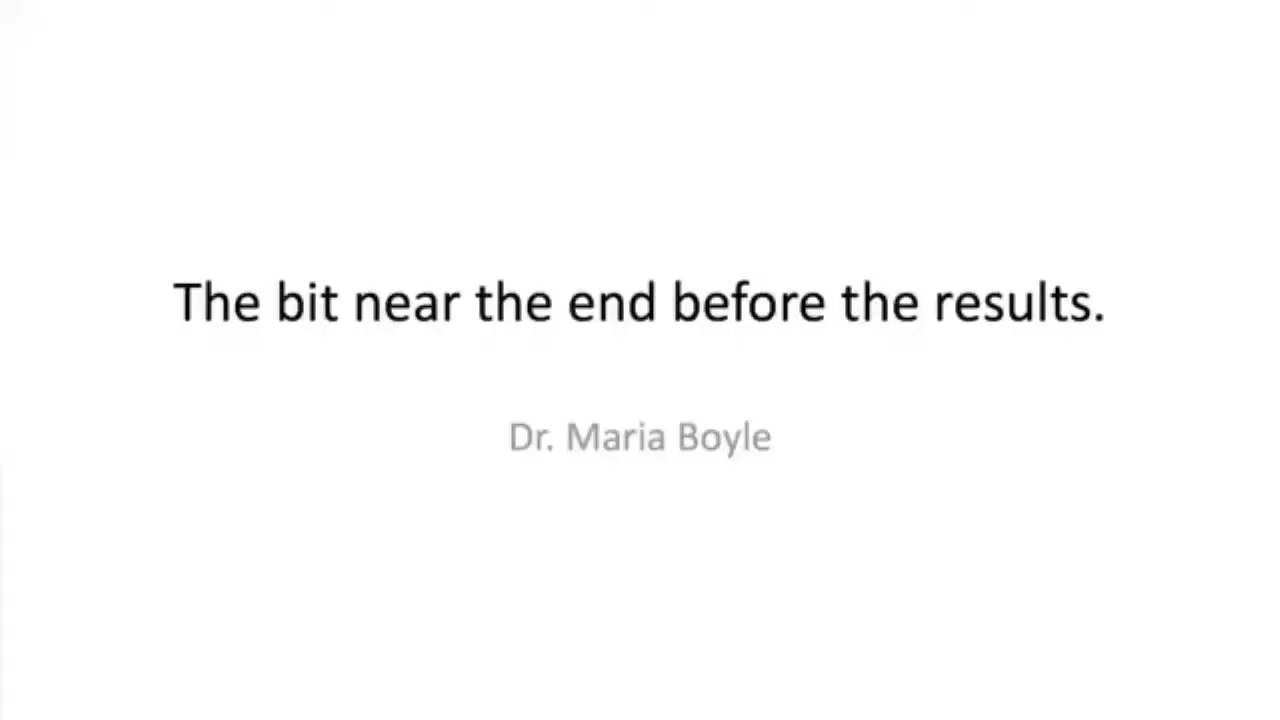 The bit near the end before the results.
Dr. Maria Boyle